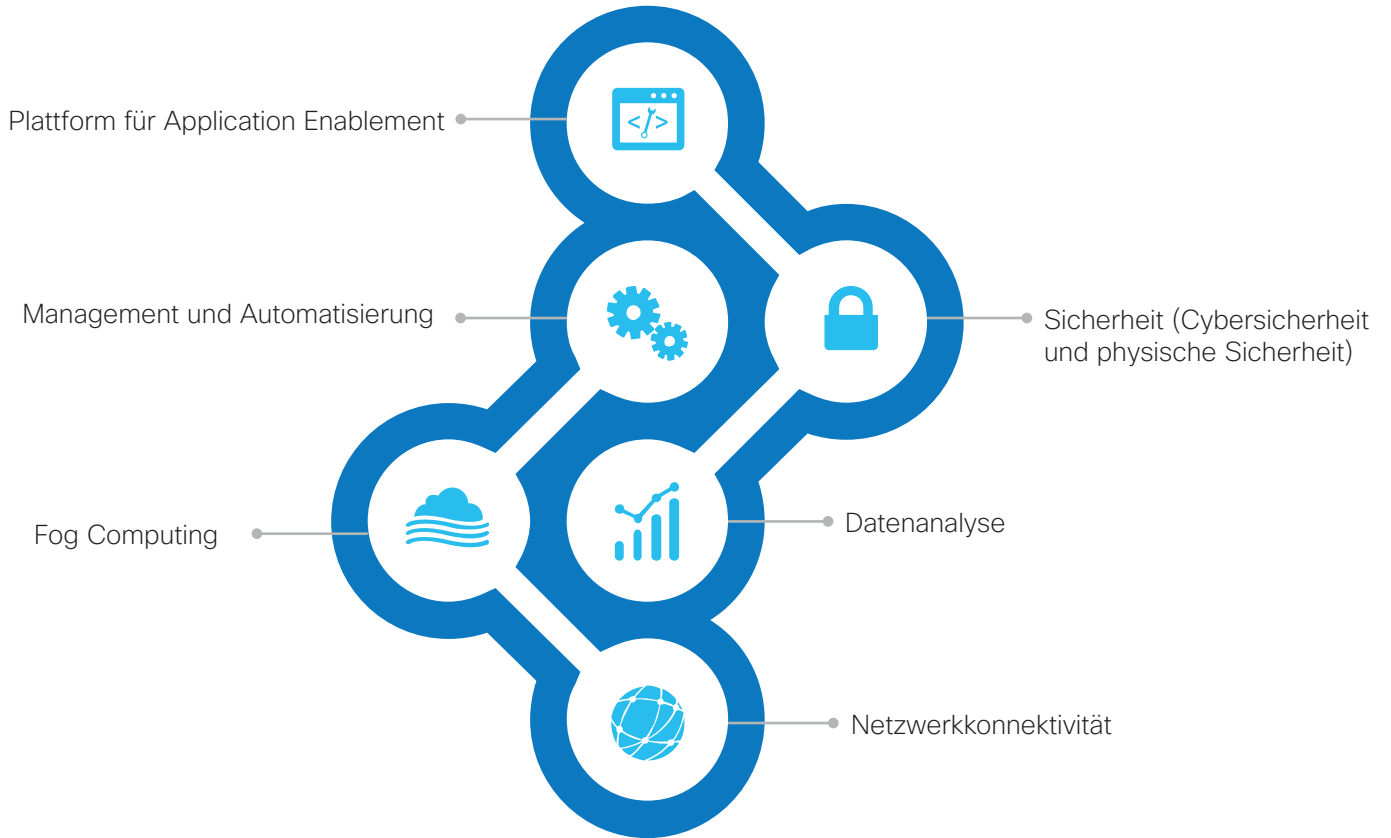 Plattform für Application Enablement
</>
Management und Automatisierung
Sicherheit (Cybersicherheit
und physische Sicherheit)
Fog Computing
Datenanalyse
Netzwerkkonnektivität